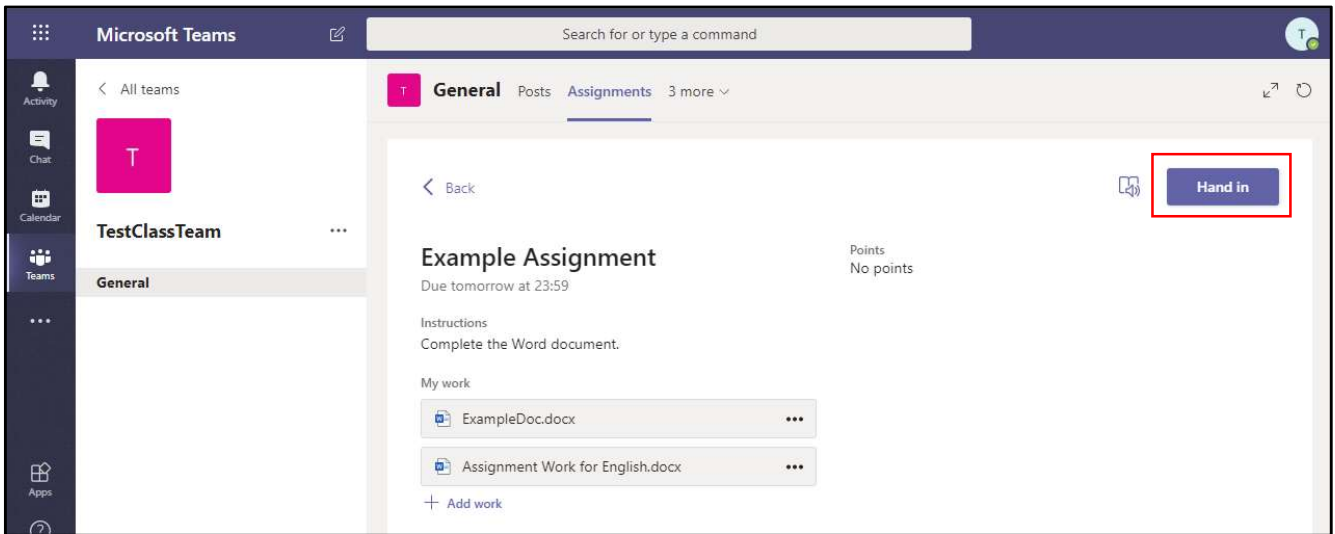 Microsoft Teams
Search for or type a command
T
Activity
Chat
Calendar
Teams
Apps
All teams
T
TestClassTeam
General
T
General Posts Assignments 3 more
Back
Hand in
Example Assignment
Due tomorrow at 23:59
Points
No points
Instructions
Complete the Word document.
My work
ExampleDoc.docx
Assignment Work for English.docx
+ Add work